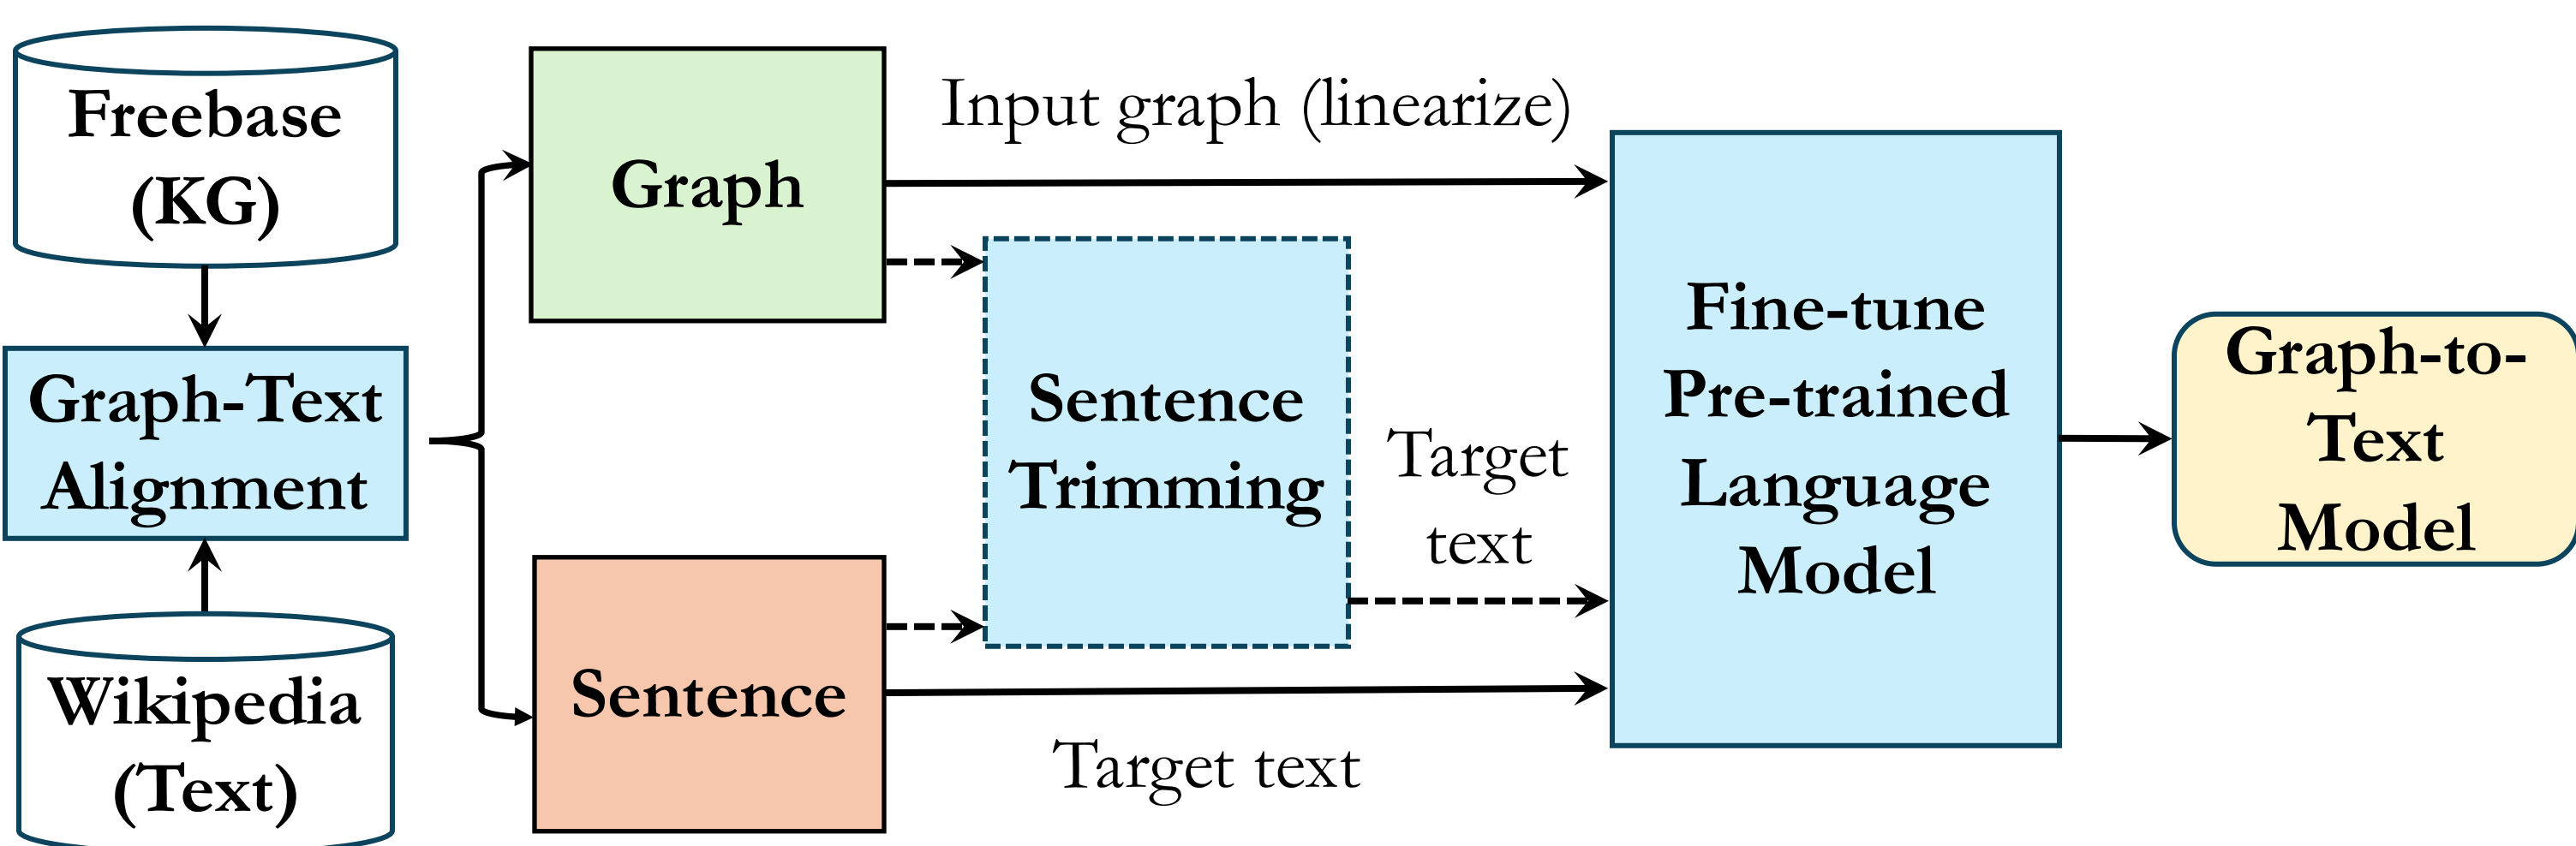 Freebase
(KG)
Graph-Text
Alignment
Wikipedia
(Text)
Graph
Sentence
Input graph (linearize)
Sentence
Trimming
Target
text
Target text
Fine-tune
Pre-trained
Language
Model
Graph-to-
Text
Model